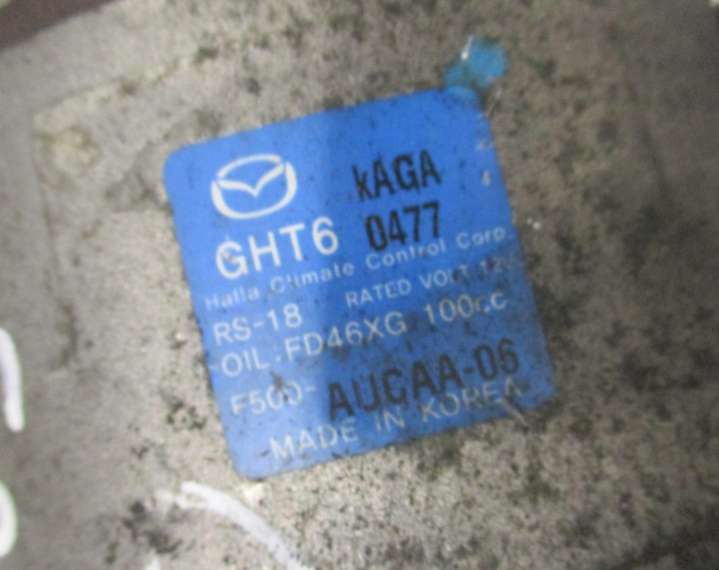 kAGA
GHT6 0477
Halla Climate Control Corp.
RS-18 RATED VOLT 12V
OIL:FD46XG 100cc
F500-AUCAA-06
MADE IN KOREA